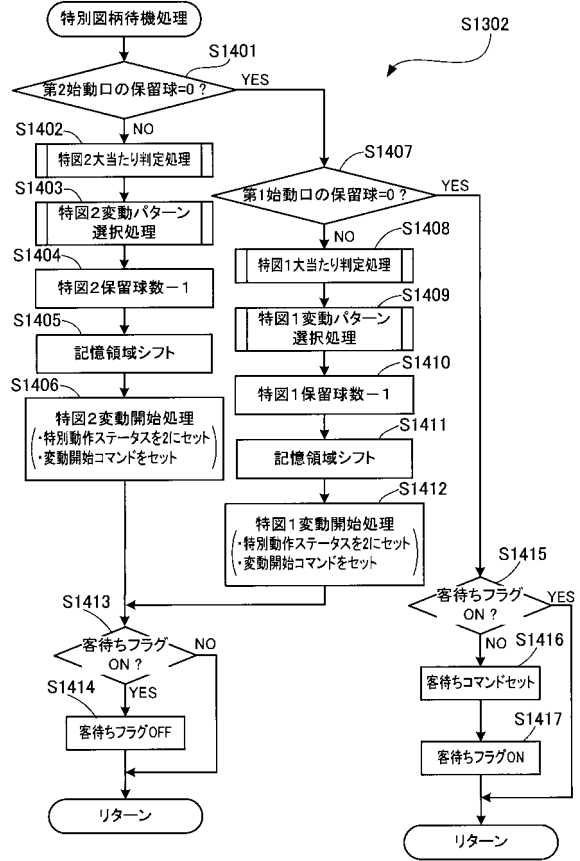 特別図柄待機処理
S1302
S1401
第2始動口の保留球=0？
YES
NO
S1402
特図2大当たり判定処理
S1403
特図2変動パターン
選択処理
S1404
特図2保留球数－1
S1405
記憶領域シフト
S1406
特図2変動開始処理
・特別動作ステータスを2にセット
・変動開始コマンドをセット
S1407
第1始動口の保留球=0？
YES
NO
S1408
特図1大当たり判定処理
S1409
特図1変動パターン
選択処理
S1410
特図1保留球数－1
S1411
記憶領域シフト
S1412
特図1変動開始処理
・特別動作ステータスを2にセット
・変動開始コマンドをセット
S1413
客待ちフラグ
ON？
NO
YES
S1414
客待ちフラグOFF
リターン
S1415
客待ちフラグ
ON？
YES
NO
S1416
客待ちコマンドセット
S1417
客待ちフラグON
リターン